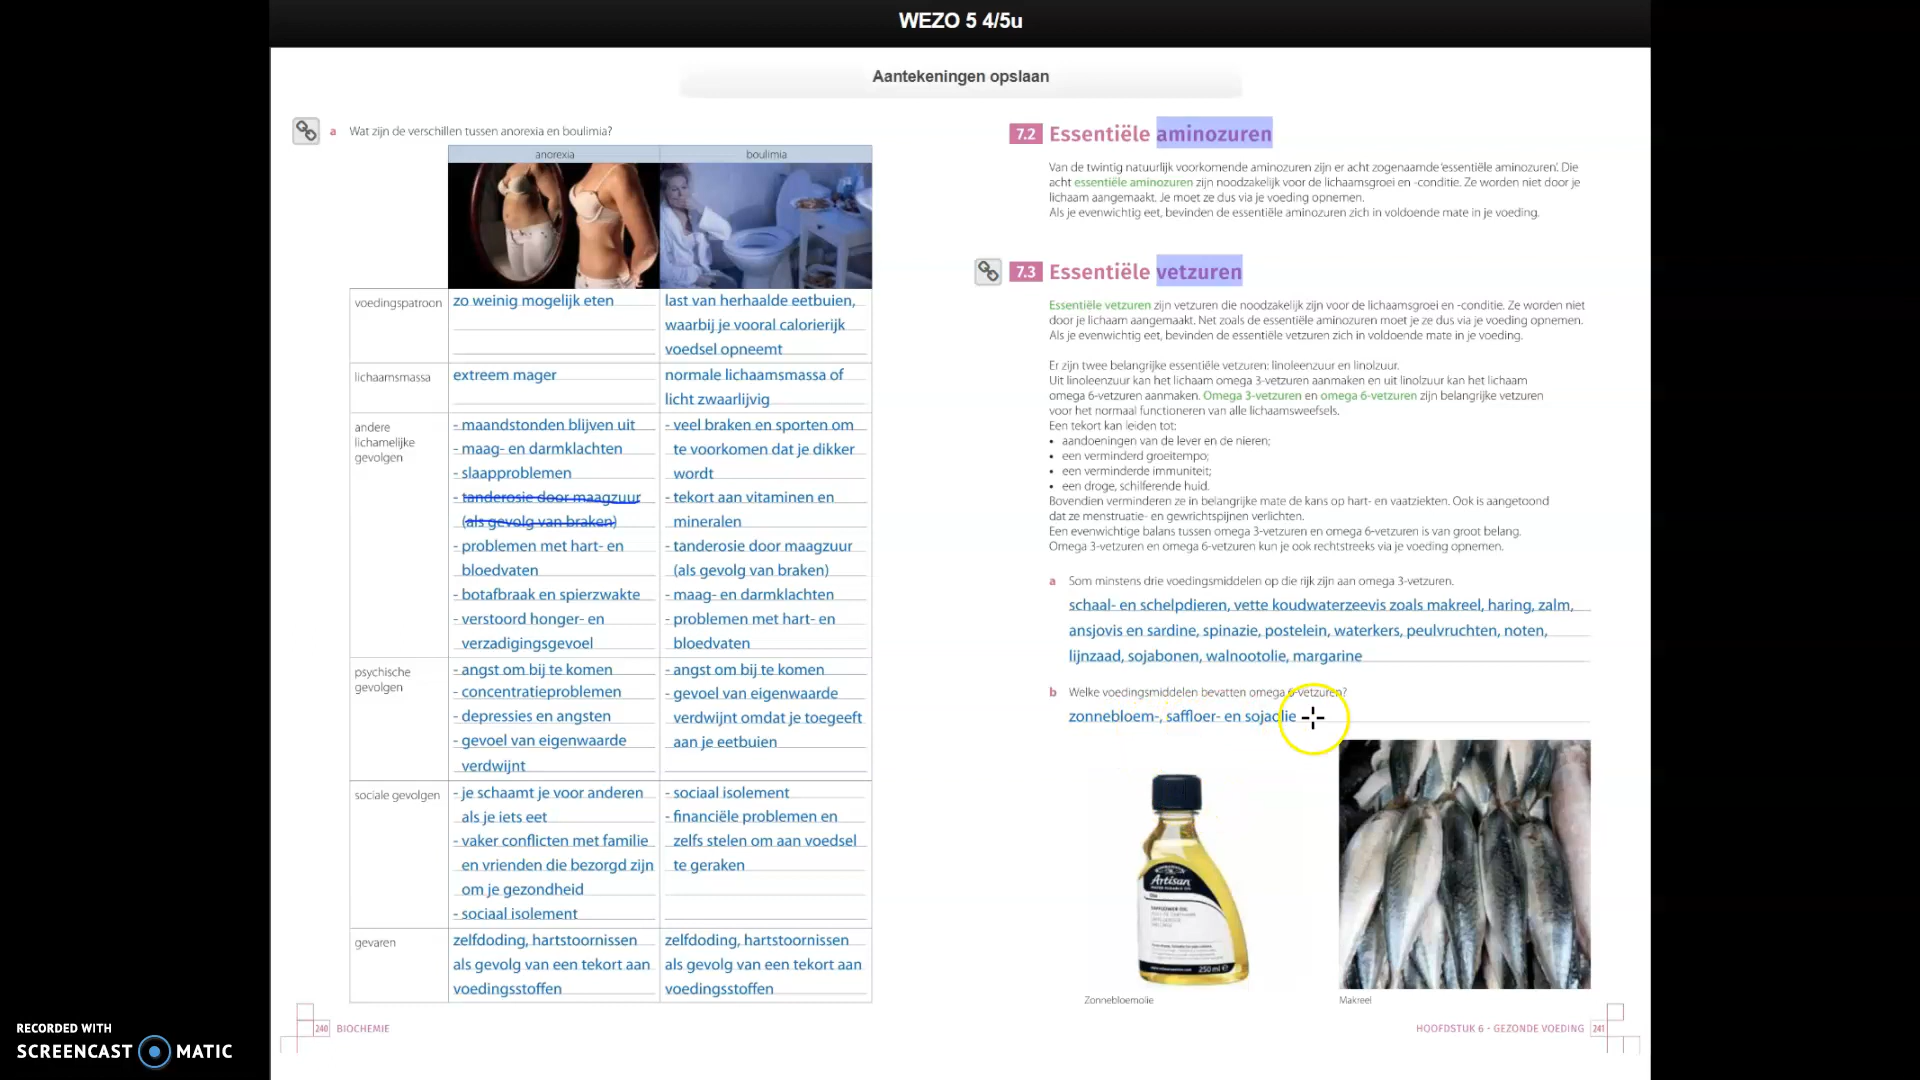 WEZO 5 4/5u
Aantekeningen opslaan
a Wat zijn de verschillen tussen anorexia en boulimia?
anorexia boulimia
voedingspatroon
zo weinig mogelijk eten
last van herhaalde eetbuien,
waarbij je vooral calorierijk
voedsel opneemt
lichaamsmassa
extreem mager
normale lichaamsmassa of
licht zwaarlijvig
andere
lichamelijke
gevolgen
- maandstonden blijven uit
- maag- en darmklachten
- slaapproblemen
- tanderosie door maagzuur
(als gevolg van braken)
- problemen met hart- en
bloedvaten
- botafbraak en spierzwakte
- verstoord honger- en
verzadigingsgevoel
- veel braken en sporten om
te voorkomen dat je dikker
wordt
- tekort aan vitaminen en
mineralen
- tanderosie door maagzuur
(als gevolg van braken)
- maag- en darmklachten
- problemen met hart- en
bloedvaten
psychische
gevolgen
- angst om bij te komen
- concentratieproblemen
- depressies en angsten
- gevoel van eigenwaarde
verdwijnt
- angst om bij te komen
- gevoel van eigenwaarde
verdwijnt omdat je toegeeft
aan je eetbuien
sociale gevolgen
- je schaamt je voor anderen
als je iets eet
- vaker conflicten met familie
en vrienden die bezorgd zijn
om je gezondheid
- sociaal isolement
- sociaal isolement
- financiële problemen en
zelfs stelen om aan voedsel
te geraken
gevaren
zelfdoding, hartstoornissen
als gevolg van een tekort aan
voedingsstoffen
zelfdoding, hartstoornissen
als gevolg van een tekort aan
voedingsstoffen
240 BIOCHEMIE
7.2 Essentiële aminozuren
Van de twintig natuurlijk voorkomende aminozuren zijn er acht zogenaamde 'essentiële aminozuren'. Die
acht essentiële aminozuren zijn noodzakelijk voor de lichaamsgroei en -conditie. Ze worden niet door je
lichaam aangemaakt. Je moet ze dus via je voeding opnemen.
Als je evenwichtig eet, bevinden de essentiële aminozuren zich in voldoende mate in je voeding.
7.3 Essentiële vetzuren
Essentiële vetzuren zijn vetzuren die noodzakelijk zijn voor de lichaamsgroei en -conditie. Ze worden niet
door je lichaam aangemaakt. Net zoals de essentiële aminozuren moet je ze dus via je voeding opnemen.
Als je evenwichtig eet, bevinden de essentiële vetzuren zich in voldoende mate in je voeding.
Er zijn twee belangrijke essentiële vetzuren: linoleenzuur en linolzuur.
Uit linoleenzuur kan het lichaam omega 3-vetzuren aanmaken en uit linolzuur kan het lichaam
omega 6-vetzuren aanmaken. Omega 3-vetzuren en omega 6-vetzuren zijn belangrijke vetzuren
voor het normaal functioneren van alle lichaamsweefsels.
Een tekort kan leiden tot:
• aandoeningen van de lever en de nieren;
• een verminderd groeitempo;
• een verminderde immuniteit;
• een droge, schilferende huid.
Bovendien verminderen ze in belangrijke mate de kans op hart- en vaatziekten. Ook is aangetoond
dat ze menstruatie- en gewrichtspijnen verlichten.
Een evenwichtige balans tussen omega 3-vetzuren en omega 6-vetzuren is van groot belang.
Omega 3-vetzuren en omega 6-vetzuren kun je ook rechtstreeks via je voeding opnemen.
a Som minstens drie voedingsmiddelen op die rijk zijn aan omega 3-vetzuren.
schaal- en schelpdieren, vette koudwaterzeevis zoals makreel, haring, zalm,
ansjovis en sardine, spinazie, postelein, waterkers, peulvruchten, noten,
lijnzaad, sojabonen, walnootolie, margarine
b Welke voedingsmiddelen bevatten omega 6-vetzuren?
zonnebloem-, saffloer- en sojaolie
Artisan
SAFFLOWER OIL
250 ml e
Zonnebloemolie
Makreel
HOOFDSTUK 6 - GEZONDE VOEDING 241
RECORDED WITH
SCREENCAST MATIC